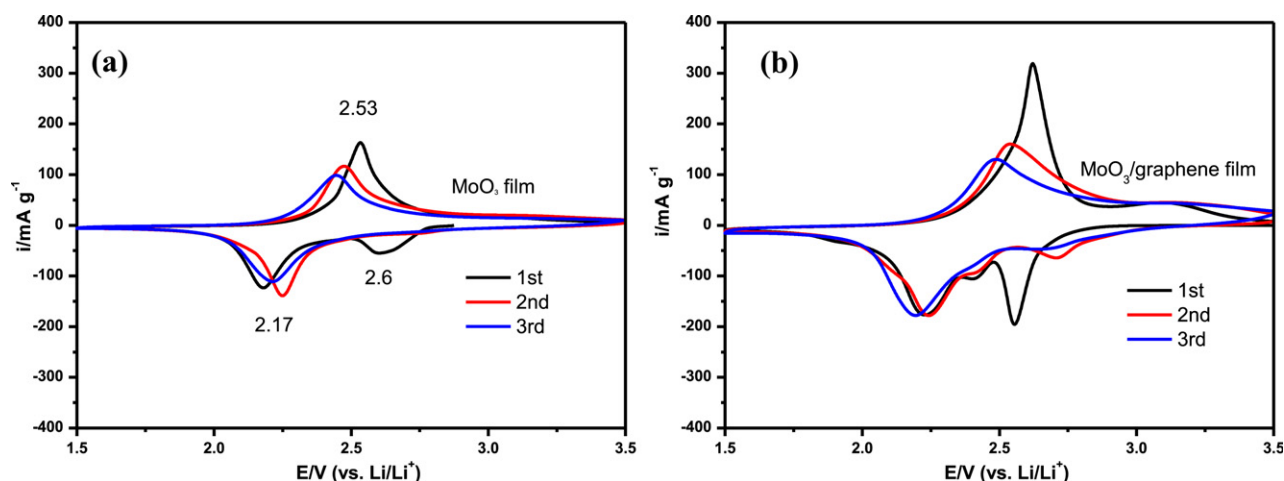 (a)
400
300
200
100
0
-100
-200
-300
-400
i/mA g⁻¹
2.53
MoO₃ film
2.6
2.17
1st
2nd
3rd
1.5 2.0 2.5 3.0 3.5
E/V (vs. Li/Li⁺)
(b)
400
300
200
100
0
-100
-200
-300
-400
i/mA g⁻¹
MoO₃/graphene film
1st
2nd
3rd
1.5 2.0 2.5 3.0 3.5
E/V (vs. Li/Li⁺)